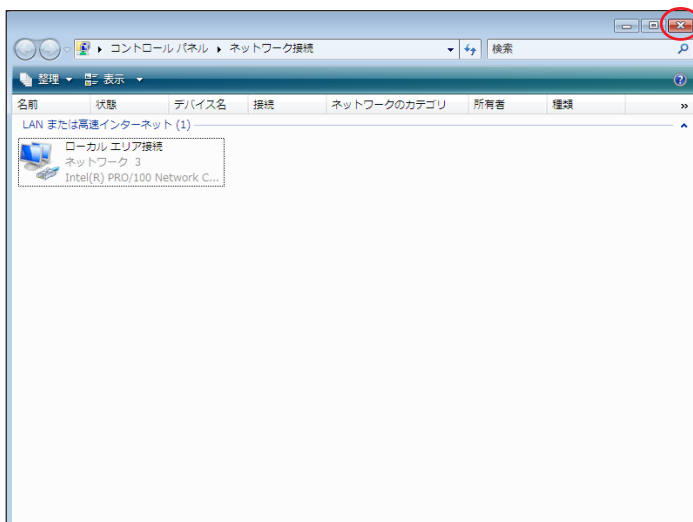 コントロール パネル ネットワーク接続 検索
整理 表示
名前 状態 デバイス名 接続 ネットワークのカテゴリ 所有者 種類 »
LAN または高速インターネット (1)
ローカル エリア接続
ネットワーク 3
Intel(R) PRO/100 Network C...